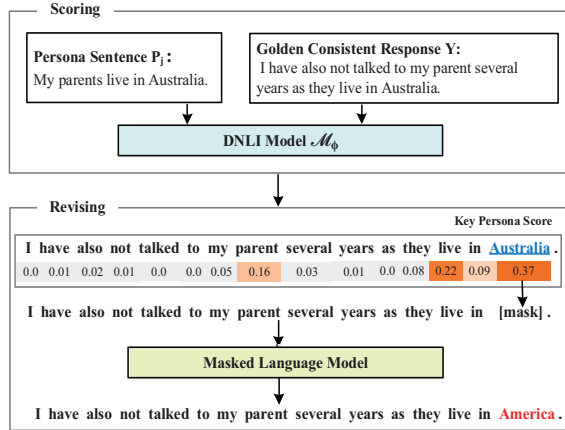 Scoring
Persona Sentence Pj :
My parents live in Australia.
Golden Consistent Response Y:
I have also not talked to my parent several
years as they live in Australia.
DNLI Model ℳϕ
Revising
Key Persona Score
I have also not talked to my parent several years as they live in Australia .
0.0 0.01 0.02 0.01 0.0 0.0 0.05 0.16 0.03 0.01 0.0 0.08 0.22 0.09 0.37
I have also not talked to my parent several years as they live in [mask] .
Masked Language Model
I have also not talked to my parent several years as they live in America .